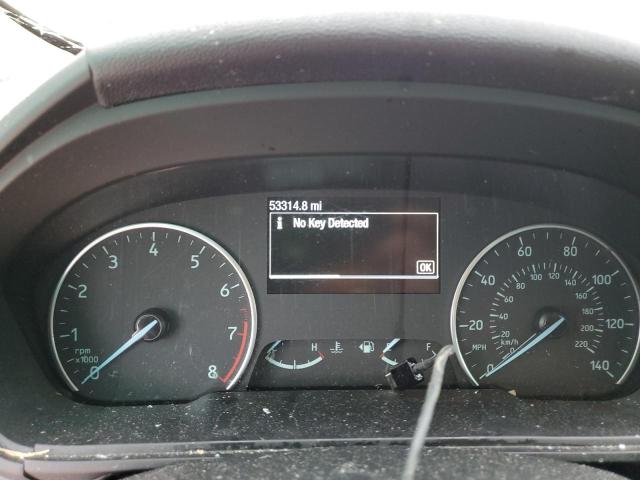 53314.8 mi
i No Key Detected
OK
0 1 2 3 4 5 6 7 8
rpm
x1000
H
E F
0 20 40 60 80 100 120 140
MPH
0 20 40 60 80 100 120 140 160 180 200 220
km/h